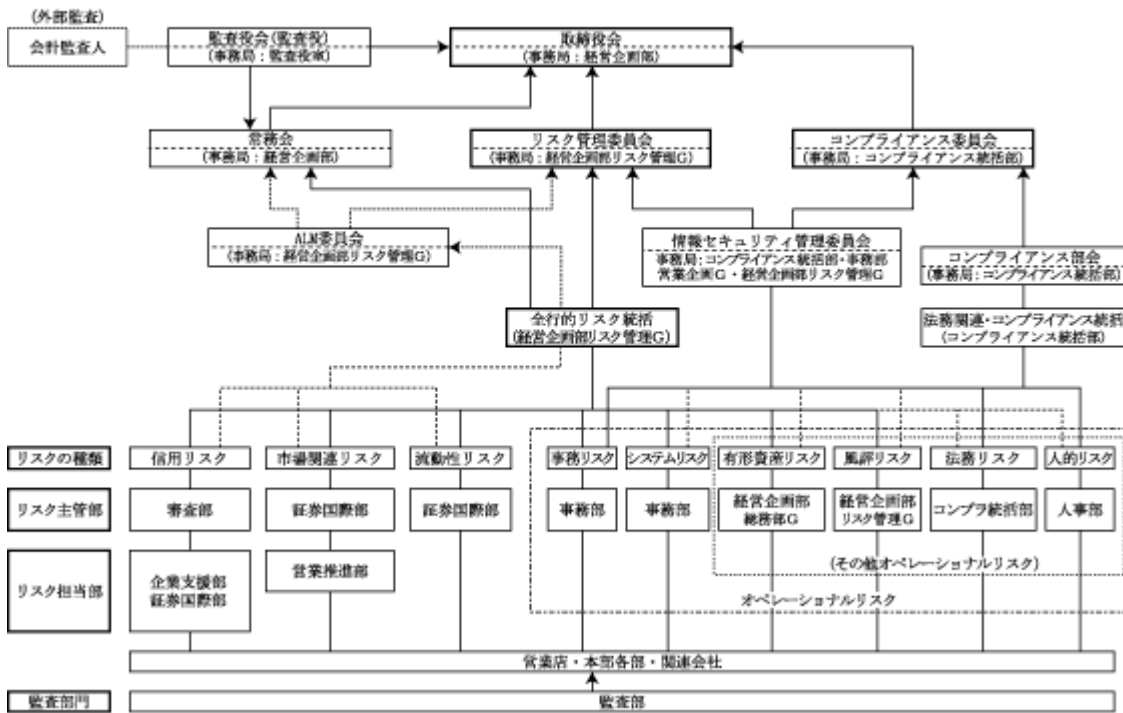 (外部監査)
会計監査人
監査役会(監査役)
(事務局：監査役室)
取締役会
(事務局：経営企画部)
常務会
(事務局：経営企画部)
リスク管理委員会
(事務局：経営企画部リスク管理G)
コンプライアンス委員会
(事務局：コンプライアンス統括部)
ALM委員会
(事務局：経営企画部リスク管理G)
情報セキュリティ管理委員会
事務局：コンプライアンス統括部・事務部
営業企画G・経営企画部リスク管理G
コンプライアンス部会
(事務局：コンプライアンス統括部)
全行的リスク統括
(経営企画部リスク管理G)
法務関連・コンプライアンス統括
(コンプライアンス統括部)
リスクの種類
信用リスク
市場関連リスク
流動性リスク
事務リスク
システムリスク
有形資産リスク
風評リスク
法務リスク
人的リスク
リスク主管部
審査部
証券国際部
証券国際部
事務部
事務部
経営企画部
総務部G
経営企画部
リスク管理G
コンプラ統括部
人事部
リスク担当部
企業支援部
証券国際部
営業推進部
(その他オペレーショナルリスク)
オペレーショナルリスク
営業店・本部各部・関連会社
監査部門
監査部